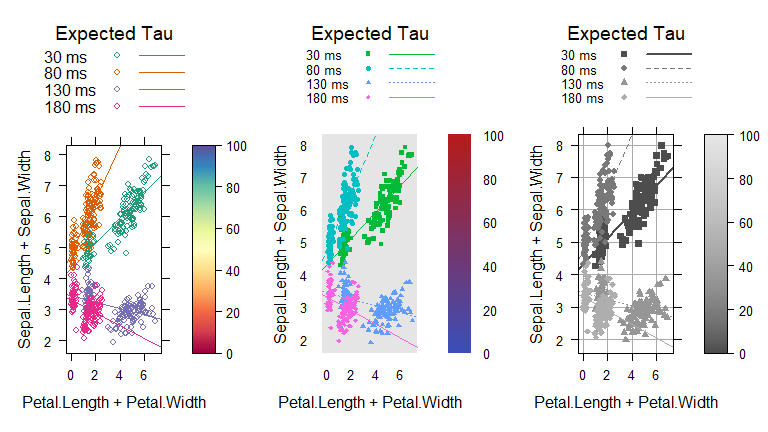 Expected Tau Expected Tau Expected Tau
30 ms 30 ms 30 ms
80 ms 80 ms 80 ms
130 ms 130 ms 130 ms
180 ms 180 ms 180 ms
8 100 8 100 8 100
7 80 7 80 7 80
6 60 6 60 6 60
5 40 5 40 5 40
4 20 4 20 4 20
3 0 3 0 3 0
2 2 2
Sepal.Length + Sepal.Width Sepal.Length + Sepal.Width Sepal.Length + Sepal.Width
0 2 4 6 0 2 4 6 0 2 4 6
Petal.Length + Petal.Width Petal.Length + Petal.Width Petal.Length + Petal.Width